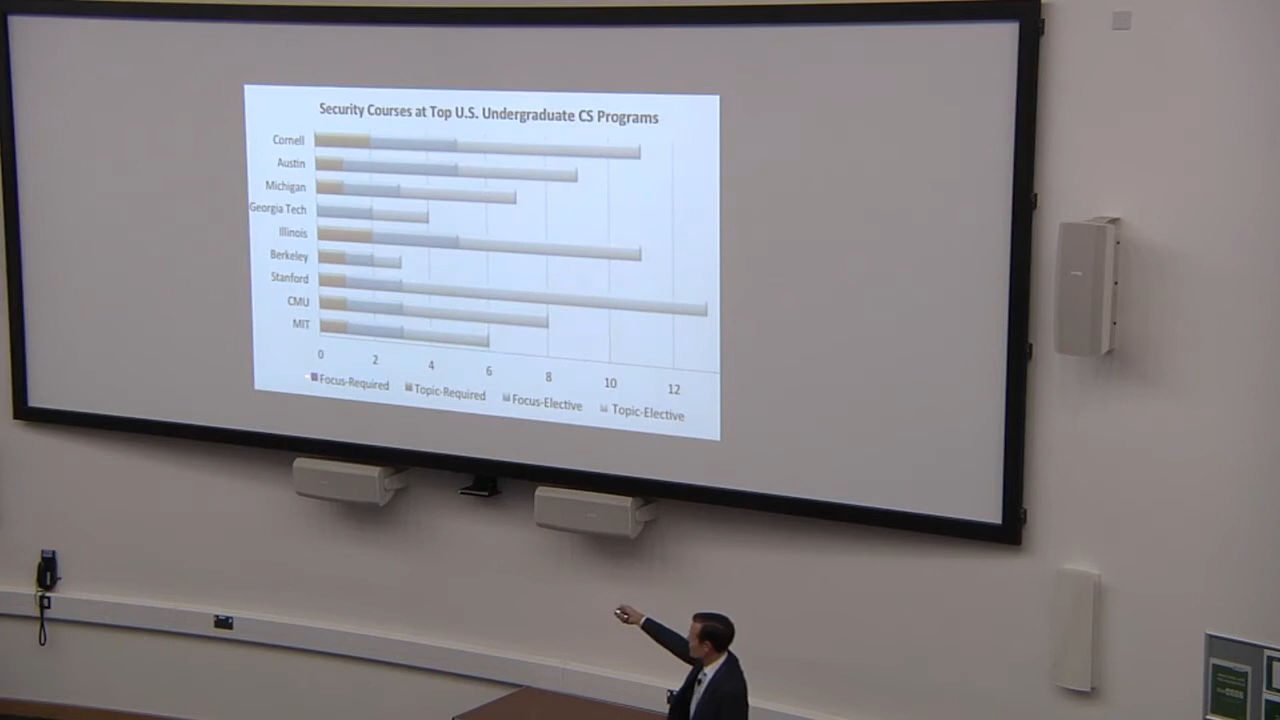 Security Courses at Top U.S. Undergraduate CS Programs
Cornell
Austin
Michigan
Georgia Tech
Illinois
Berkeley
Stanford
CMU
MIT
0 2 4 6 8 10 12
Focus-Required Topic-Required Focus-Elective Topic-Elective